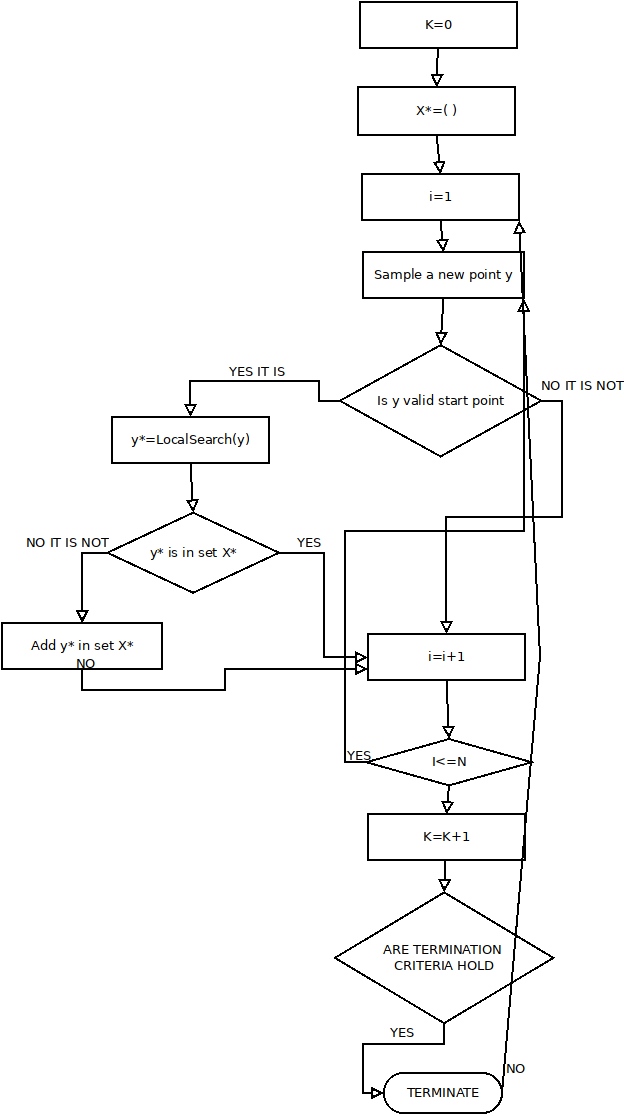 K=0
X*=( )
i=1
Sample a new point y
YES IT IS
Is y valid start point
NO IT IS NOT
y*=LocalSearch(y)
NO IT IS NOT
y* is in set X*
YES
Add y* in set X*
NO
i=i+1
YES
I<=N
K=K+1
ARE TERMINATION
CRITERIA HOLD
YES
NO
TERMINATE